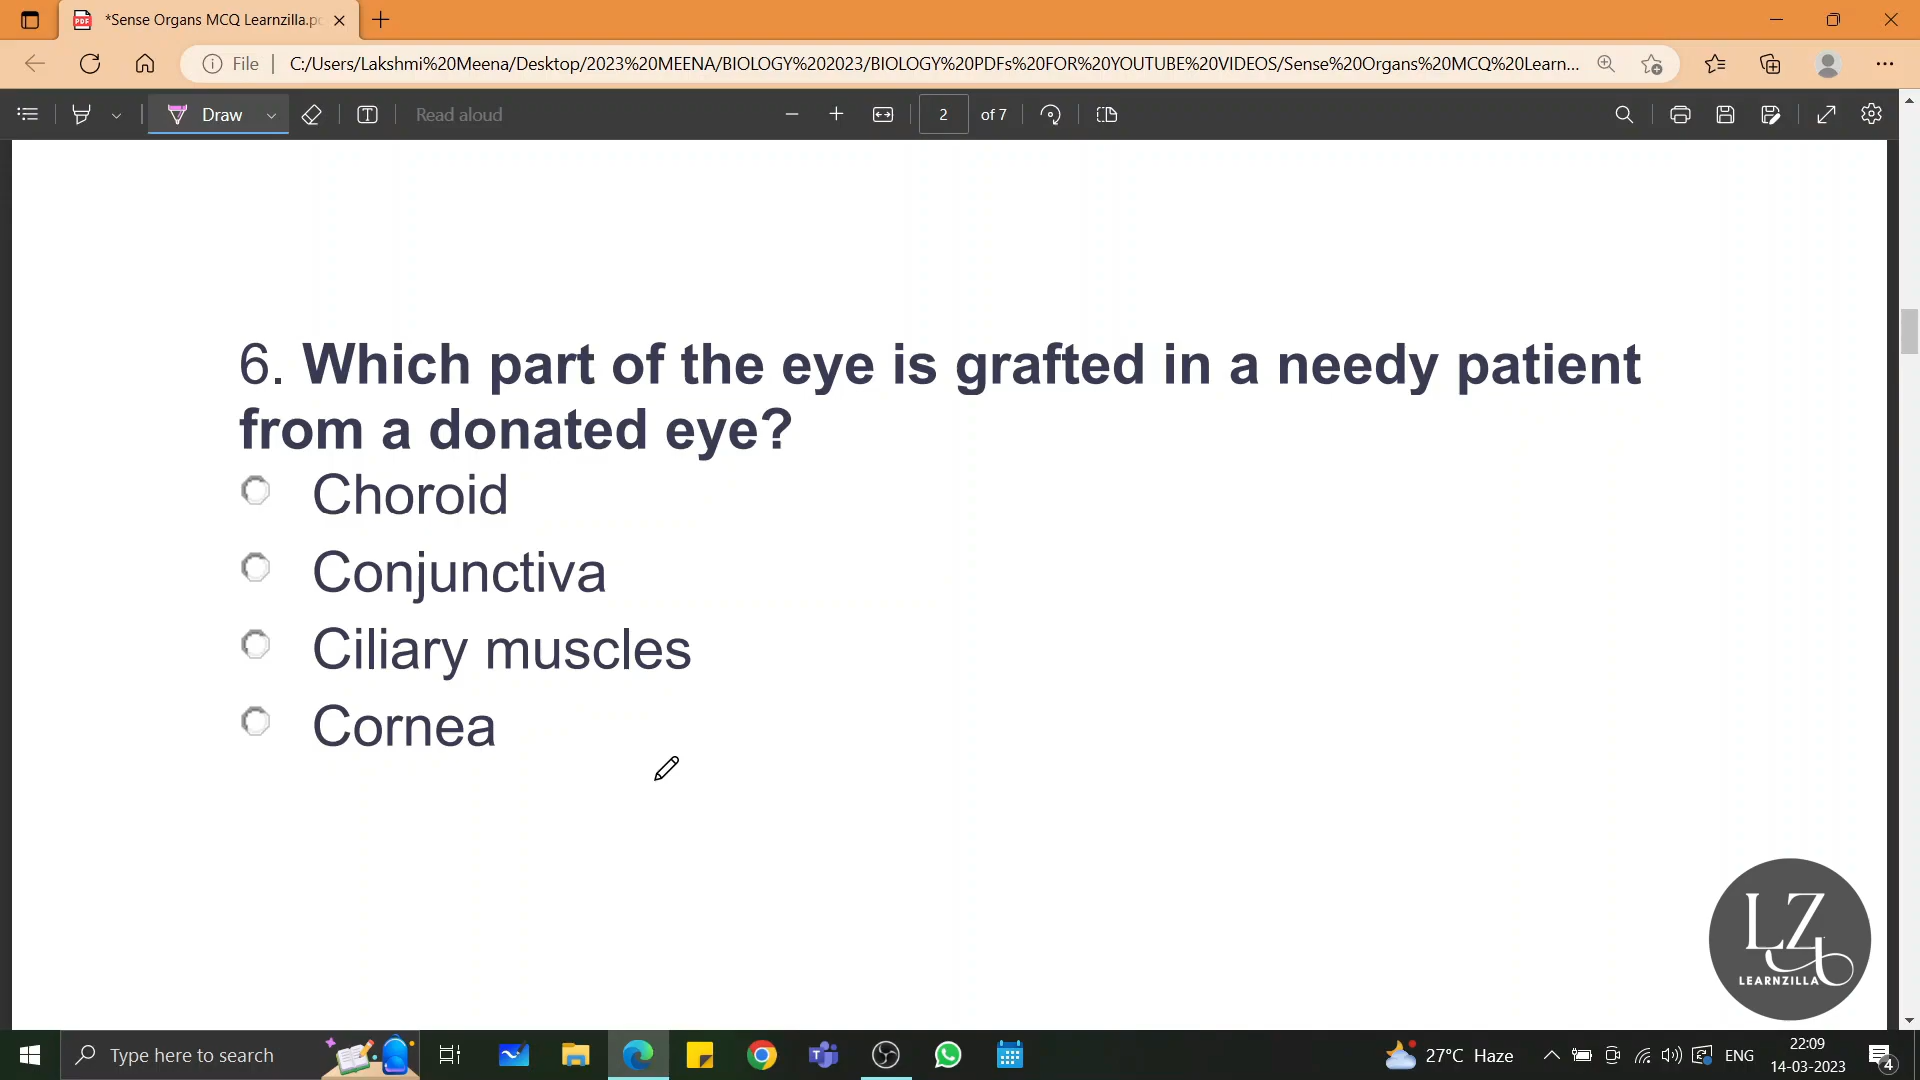 *Sense Organs MCQ Learnzilla.pc
File
C:/Users/Lakshmi%20Meena/Desktop/2023%20MEENA/BIOLOGY%202023/BIOLOGY%20PDFs%20FOR%20YOUTUBE%20VIDEOS/Sense%20Organs%20MCQ%20Learn...
Draw
Read aloud
2 of 7
6. Which part of the eye is grafted in a needy patient
from a donated eye?
Choroid
Conjunctiva
Ciliary muscles
Cornea
LZ
LEARNZILLA
Type here to search
27°C Haze
ENG
22:09
14-03-2023
4